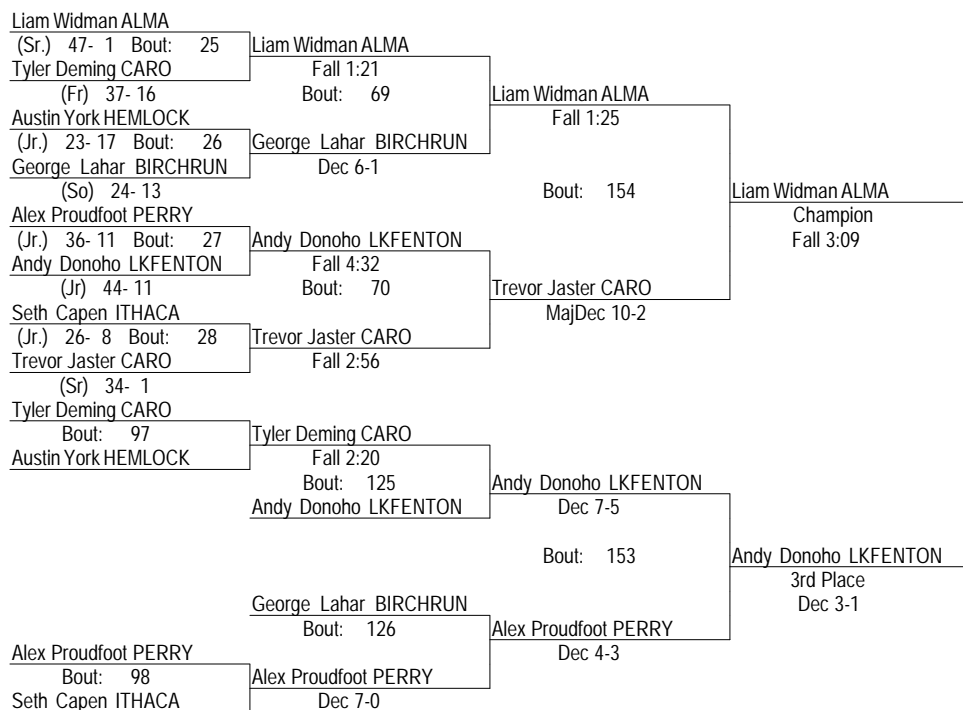 Liam Widman ALMA
(Sr.) 47- 1 Bout: 25
Liam Widman ALMA
Tyler Deming CARO
Fall 1:21
(Fr) 37- 16
Bout: 69
Liam Widman ALMA
Austin York HEMLOCK
Fall 1:25
(Jr.) 23- 17 Bout: 26
George Lahar BIRCHRUN
George Lahar BIRCHRUN
Dec 6-1
(So) 24- 13
Bout: 154
Liam Widman ALMA
Alex Proudfoot PERRY
Champion
(Jr.) 36- 11 Bout: 27
Andy Donoho LKFENTON
Fall 3:09
Andy Donoho LKFENTON
Fall 4:32
(Jr) 44- 11
Bout: 70
Trevor Jaster CARO
Seth Capen ITHACA
MajDec 10-2
(Jr.) 26- 8 Bout: 28
Trevor Jaster CARO
Trevor Jaster CARO
Fall 2:56
(Sr) 34- 1
Tyler Deming CARO
Bout: 97
Tyler Deming CARO
Austin York HEMLOCK
Fall 2:20
Bout: 125
Andy Donoho LKFENTON
Andy Donoho LKFENTON
Dec 7-5
Bout: 153
Andy Donoho LKFENTON
3rd Place
George Lahar BIRCHRUN
Dec 3-1
Bout: 126
Alex Proudfoot PERRY
Alex Proudfoot PERRY
Dec 4-3
Bout: 98
Alex Proudfoot PERRY
Seth Capen ITHACA
Dec 7-0